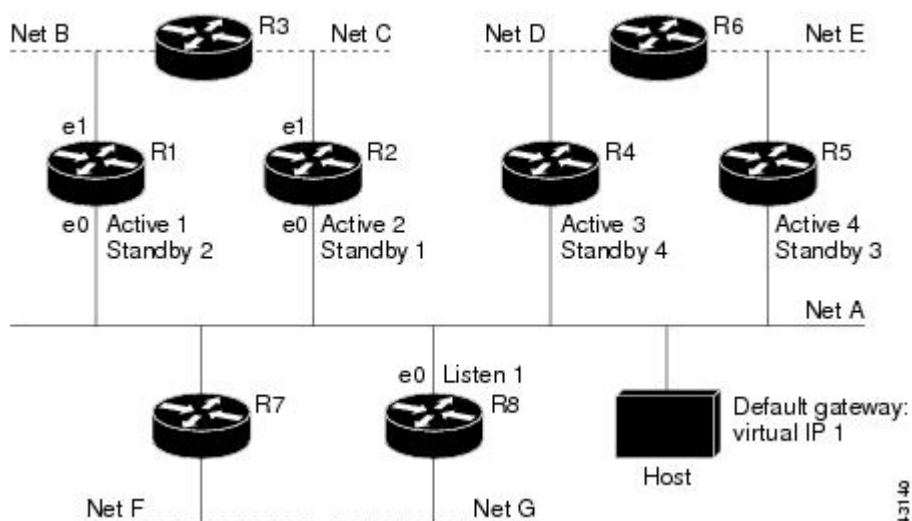 Net B R3 Net C Net D R6 Net E
e1 e1
R1 R2 R4 R5
e0 Active 1 e0 Active 2 Active 3 Active 4
Standby 2 Standby 1 Standby 4 Standby 3
Net A
e0 Listen 1
R7 R8 Default gateway:
virtual IP 1
Host
Net F Net G
43149